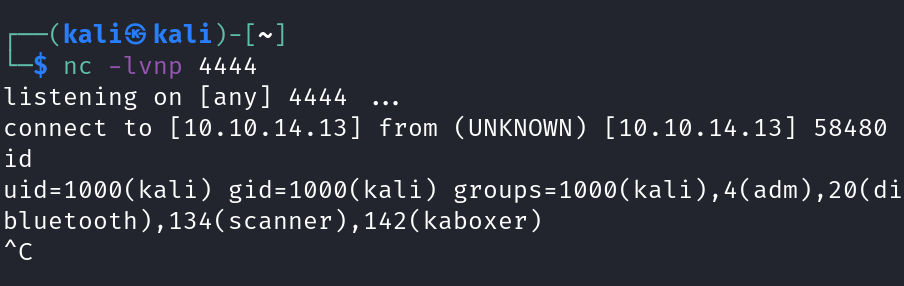 ┌──(kali㉿kali)-[~]
└─$ nc -lvnp 4444
listening on [any] 4444 ...
connect to [10.10.14.13] from (UNKNOWN) [10.10.14.13] 58480
id
uid=1000(kali) gid=1000(kali) groups=1000(kali),4(adm),20(di
bluetooth),134(scanner),142(kaboxer)
^C